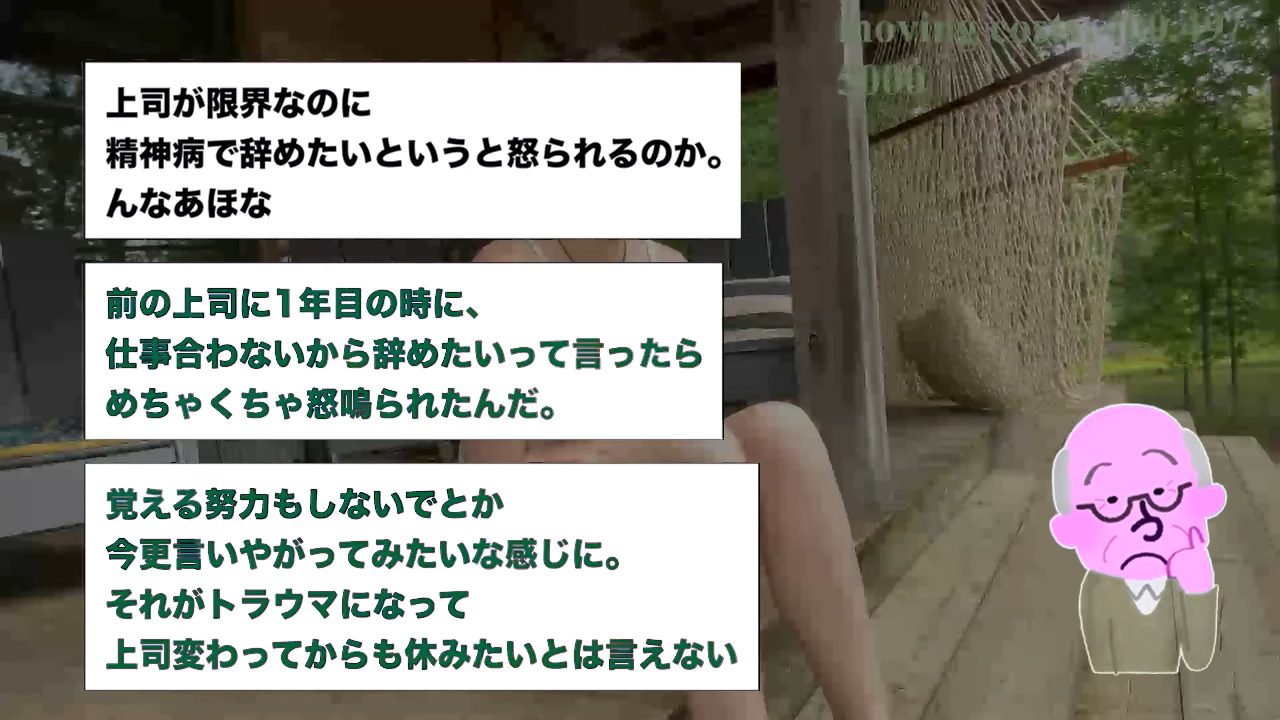 上司が限界なのに
精神病で辞めたいというと怒られるのか。
んなあほな
前の上司に1年目の時に、
仕事合わないから辞めたいって言ったら
めちゃくちゃ怒鳴られたんだ。
覚える努力もしないでとか
今更言いやがってみたいな感じに。
それがトラウマになって
上司変わってからも休みたいとは言えない
moving